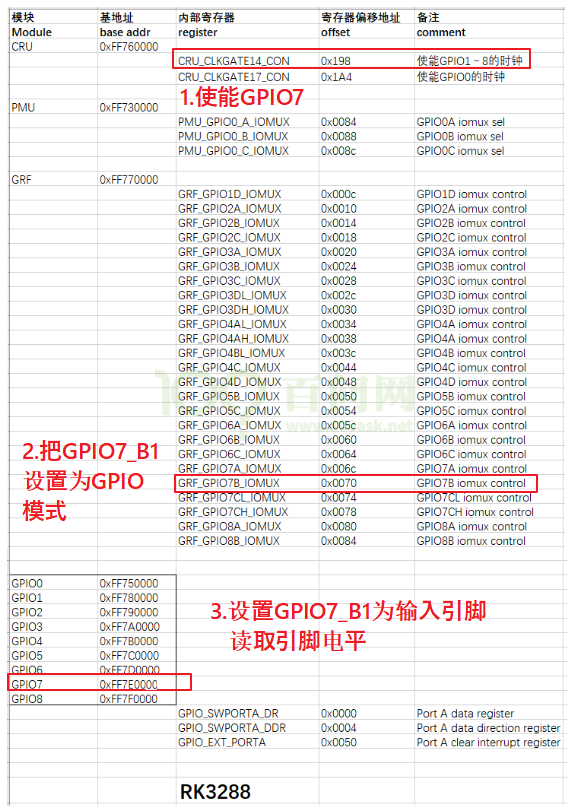 模块 基地址 内部寄存器 寄存器偏移地址 备注
Module base addr register offset comment
CRU 0xFF760000
CRU_CLKGATE14_CON 0x198 使能GPIO1~8的时钟
CRU_CLKGATE17_CON 0x1A4 使能GPIO0的时钟
1.使能GPIO7
PMU 0xFF730000
PMU_GPIO0_A_IOMUX 0x0084 GPIO0A iomux sel
PMU_GPIO0_B_IOMUX 0x0088 GPIO0B iomux sel
PMU_GPIO0_C_IOMUX 0x008c GPIO0C iomux sel
GRF 0xFF770000
GRF_GPIO1D_IOMUX 0x000c GPIO1D iomux control
GRF_GPIO2A_IOMUX 0x0010 GPIO2A iomux control
GRF_GPIO2B_IOMUX 0x0014 GPIO2B iomux control
GRF_GPIO2C_IOMUX 0x0018 GPIO2C iomux control
GRF_GPIO3A_IOMUX 0x0020 GPIO3A iomux control
GRF_GPIO3B_IOMUX 0x0024 GPIO3B iomux control
GRF_GPIO3C_IOMUX 0x0028 GPIO3C iomux control
GRF_GPIO3DL_IOMUX 0x002c GPIO3D iomux control
GRF_GPIO3DH_IOMUX 0x0030 GPIO3D iomux control
GRF_GPIO4AL_IOMUX 0x0034 GPIO4A iomux control
GRF_GPIO4AH_IOMUX 0x0038 GPIO4A iomux control
GRF_GPIO4BL_IOMUX 0x003c GPIO4B iomux control
GRF_GPIO4C_IOMUX 0x0044 GPIO4C iomux control
GRF_GPIO4D_IOMUX 0x0048 GPIO4D iomux control
GRF_GPIO5B_IOMUX 0x0050 GPIO5B iomux control
GRF_GPIO5C_IOMUX 0x0054 GPIO5C iomux control
GRF_GPIO6A_IOMUX 0x005c GPIO6A iomux control
GRF_GPIO6B_IOMUX 0x0060 GPIO6B iomux control
GRF_GPIO6C_IOMUX 0x0064 GPIO6C iomux control
GRF_GPIO7A_IOMUX 0x006c GPIO7A iomux control
GRF_GPIO7B_IOMUX 0x0070 GPIO7B iomux control
GRF_GPIO7CL_IOMUX 0x0074 GPIO7CL iomux control
GRF_GPIO7CH_IOMUX 0x0078 GPIO7CH iomux control
GRF_GPIO8A_IOMUX 0x0080 GPIO8A iomux control
GRF_GPIO8B_IOMUX 0x0084 GPIO8B iomux control
2.把GPIO7_B1
设置为GPIO
模式
GPIO0 0xFF750000
GPIO1 0xFF780000
GPIO2 0xFF790000
GPIO3 0xFF7A0000
GPIO4 0xFF7B0000
GPIO5 0xFF7C0000
GPIO6 0xFF7D0000
GPIO7 0xFF7E0000
GPIO8 0xFF7F0000
3.设置GPIO7_B1为输入引脚
读取引脚电平
GPIO_SWPORTA_DR 0x0000 Port A data register
GPIO_SWPORTA_DDR 0x0004 Port A data direction register
GPIO_EXT_PORTA 0x0050 Port A clear interrupt register
RK3288